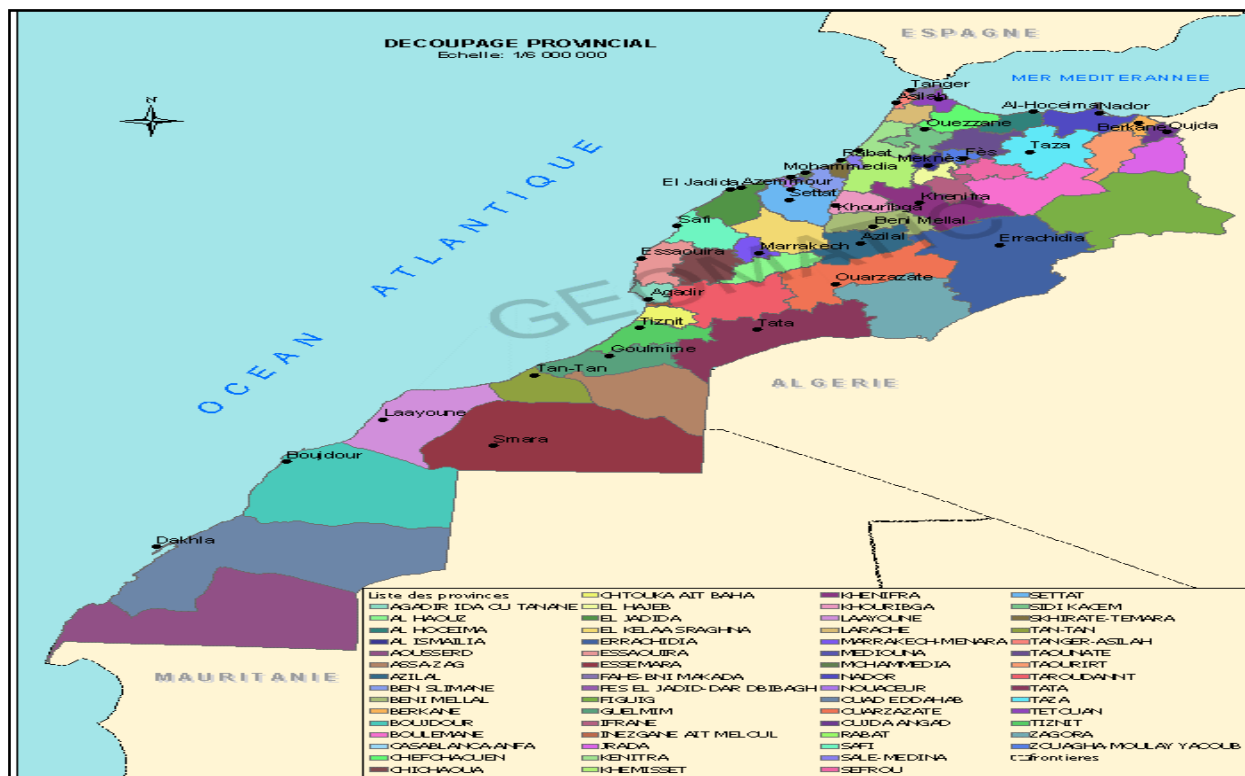 DECOUPAGE PROVINCIAL
Echelle: 1/6 000 000
ESPAGNE
MER MEDITERANNEE
N
OCEAN ATLANTIQUE
Tanger
Asilah
Al-Hoceima
Nador
Ouezzane
Berkane
Oujda
Rabat
Fès
Taza
Mohammedia
Meknès
El Jadida
Azemmour
Settat
Khenifra
Khouribga
Safi
Beni Mellal
Azilal
Errachidia
Essaouira
Marrakech
GEOMATIC
Ouarzazate
Agadir
Tiznit
Tata
Goulmime
Tan-Tan
ALGERIE
Laayoune
Smara
Boujdour
Dakhla
MAURITANIE
Liste des provinces
AGADIR IDA OU TANANE
AL HAOUZ
AL HOCEIMA
AL ISMAILIA
AOUSSERD
ASSA-ZAG
AZILAL
BEN SLIMANE
BENI MELLAL
BERKANE
BOUJDOUR
BOULEMANE
CASABLANCA-ANFA
CHEFCHAOUEN
CHICHAOUA
CHTOUKA AIT BAHA
EL HAJEB
EL JADIDA
EL KELAA SRAGHNA
ERRACHIDIA
ESSAOUIRA
ESSEMARA
FAHS-BNI MAKADA
FES EL JADID-DAR DBIBAGH
FIGUIG
GUELMIM
IFRANE
INEZGANE AIT MELOUL
JRADA
KENITRA
KHEMISSET
KHENIFRA
KHOURIBGA
LAAYOUNE
LARACHE
MARRAKECH-MENARA
MEDIOUNA
MOHAMMEDIA
NADOR
NOUACEUR
OUAD EDDAHAB
OUARZAZATE
OUJDA ANGAD
RABAT
SAFI
SALE-MEDINA
SEFROU
SETTAT
SIDI KACEM
SKHIRATE-TEMARA
TAN-TAN
TANGER-ASILAH
TAOUNATE
TAOURIRT
TAROUDANNT
TATA
TAZA
TETOUAN
TIZNIT
ZAGORA
ZOUAGHA-MOULAY YACOUB
frontieres